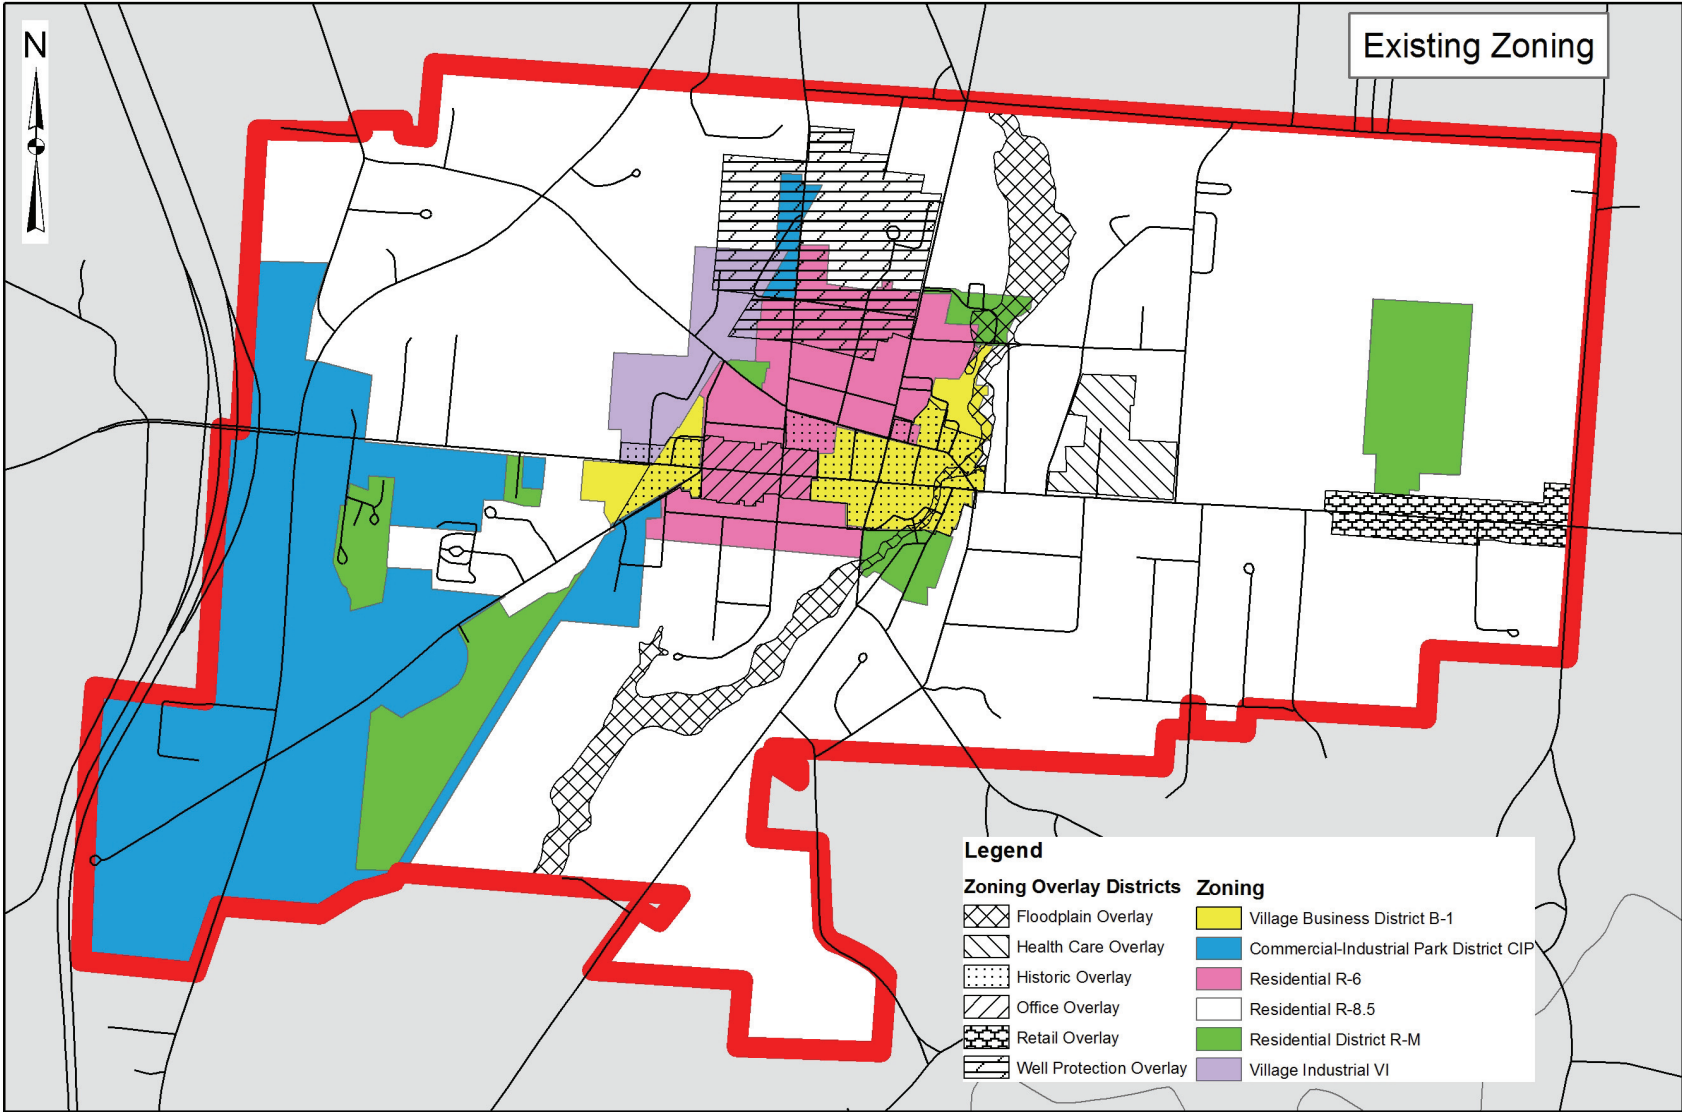 N
Existing Zoning
Legend
Zoning Overlay Districts
Floodplain Overlay
Health Care Overlay
Historic Overlay
Office Overlay
Retail Overlay
Well Protection Overlay
Zoning
Village Business District B-1
Commercial-Industrial Park District CIP
Residential R-6
Residential R-8.5
Residential District R-M
Village Industrial VI